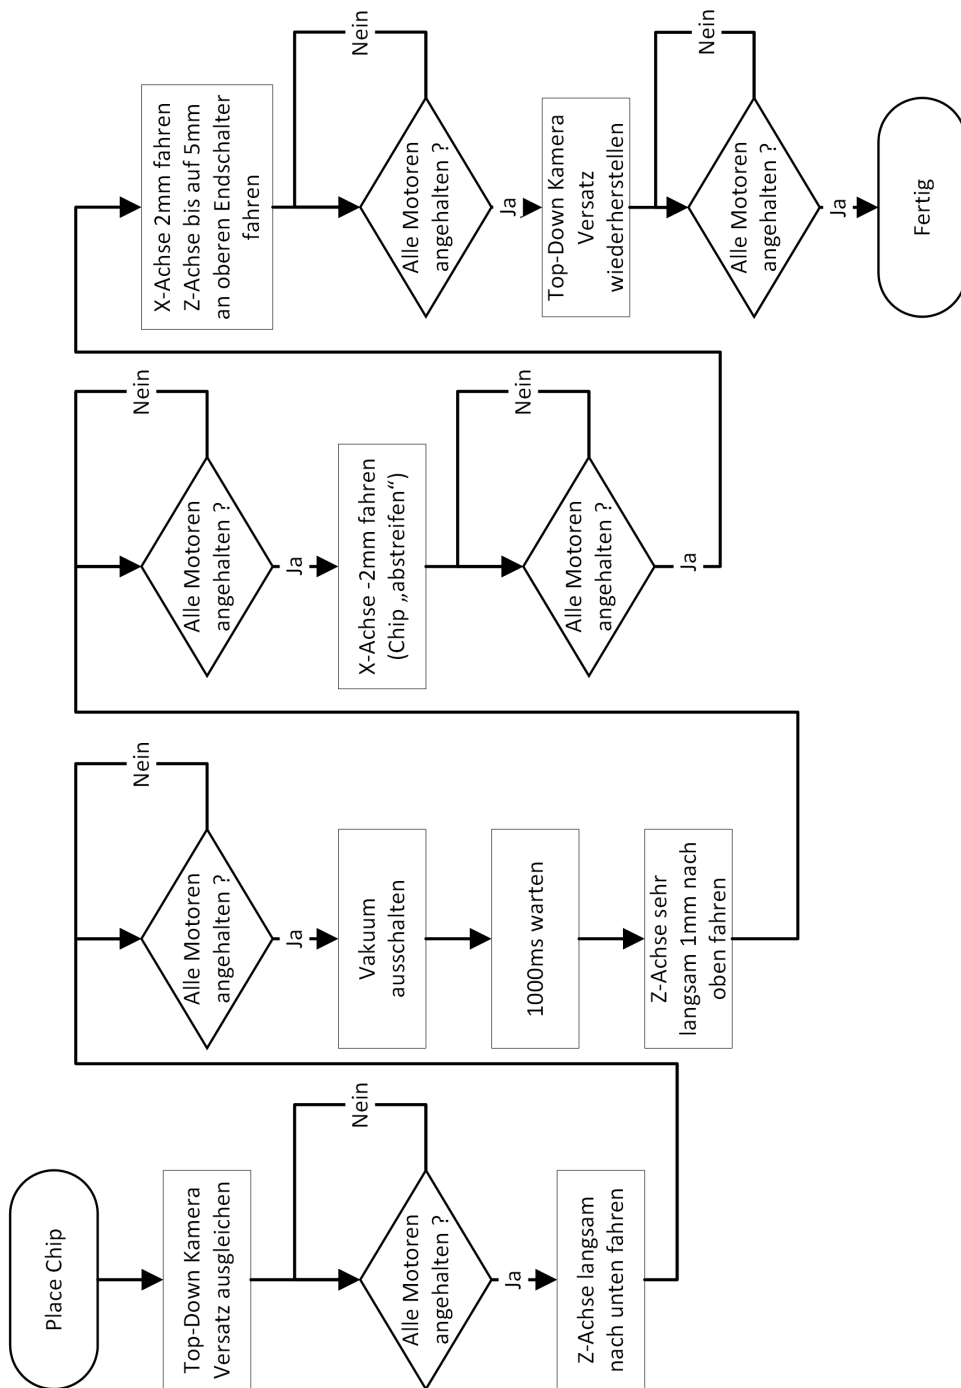 Place Chip
Top-Down Kamera
Versatz ausgleichen
Nein
Alle Motoren
angehalten ?
Ja
Z-Achse langsam
nach unten fahren
Nein
Alle Motoren
angehalten ?
Ja
Vakuum
ausschalten
1000ms warten
Z-Achse sehr
langsam 1mm nach
oben fahren
Nein
Alle Motoren
angehalten ?
Ja
X-Achse -2mm fahren
(Chip „abstreifen“)
Nein
Alle Motoren
angehalten ?
Ja
X-Achse 2mm fahren
Z-Achse bis auf 5mm
an oberen Endschalter
fahren
Nein
Alle Motoren
angehalten ?
Ja
Top-Down Kamera
Versatz
wiederherstellen
Nein
Alle Motoren
angehalten ?
Ja
Fertig